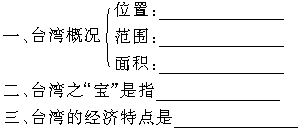 位置：
一、台湾概况 范围：
面积：
二、台湾之“宝”是指
三、台湾的经济特点是